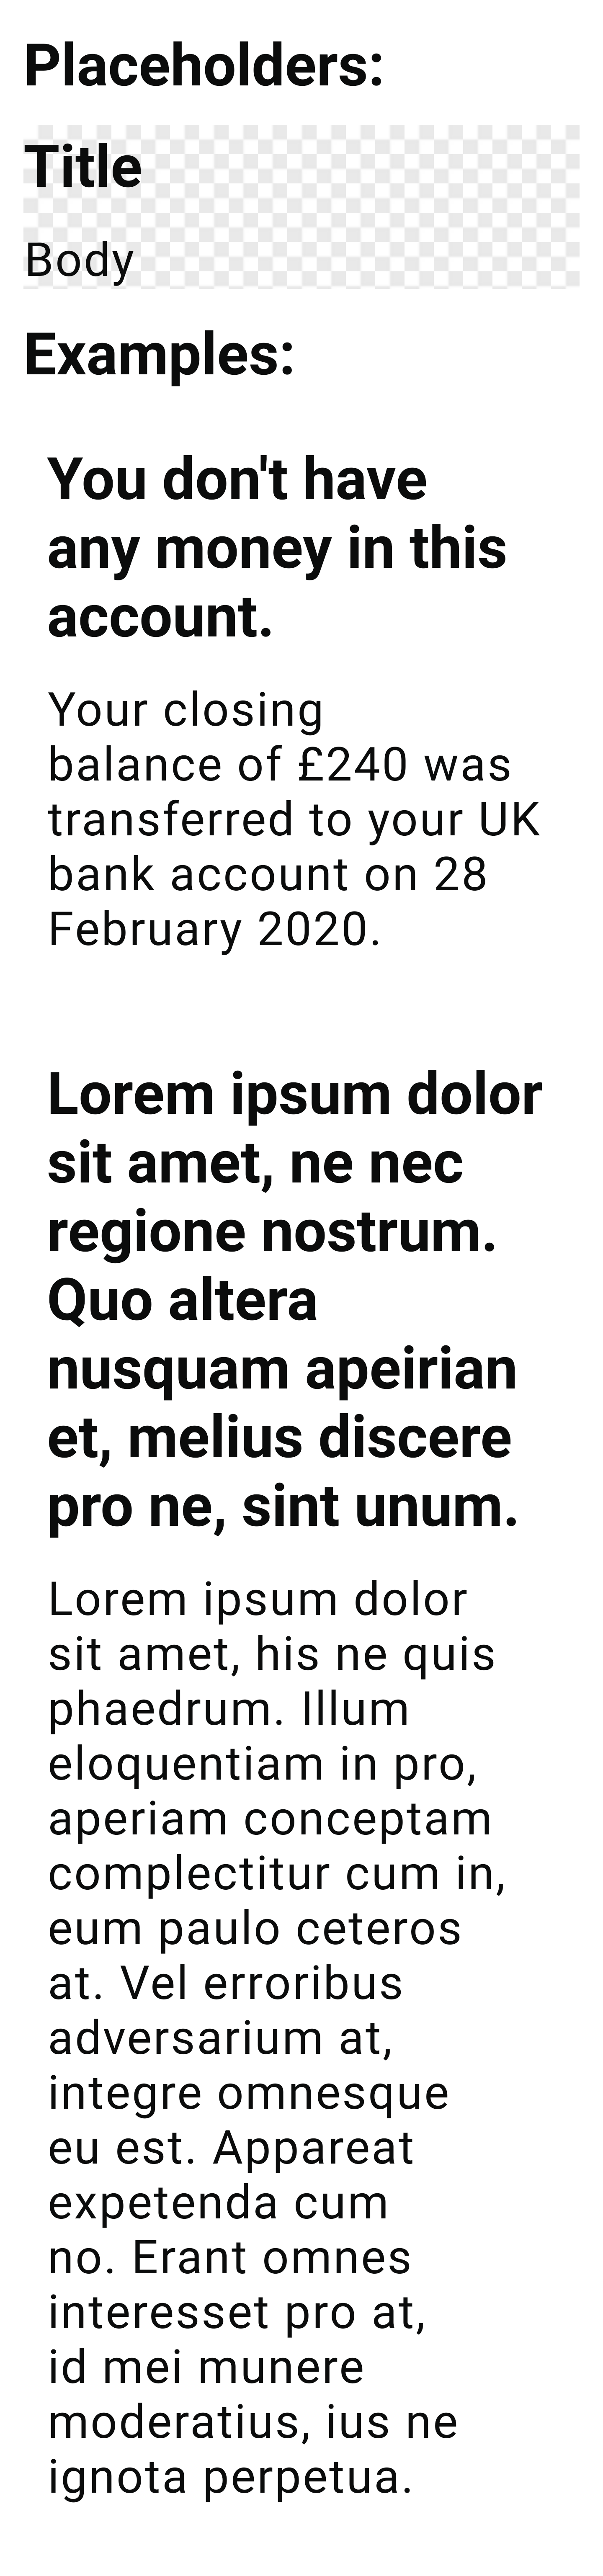 Placeholders:
Title
Body
Examples:
You don't have
any money in this
account.
Your closing
balance of £240 was
transferred to your UK
bank account on 28
February 2020.
Lorem ipsum dolor
sit amet, ne nec
regione nostrum.
Quo altera
nusquam apeirian
et, melius discere
pro ne, sint unum.
Lorem ipsum dolor
sit amet, his ne quis
phaedrum. Illum
eloquentiam in pro,
aperiam conceptam
complectitur cum in,
eum paulo ceteros
at. Vel erroribus
adversarium at,
integre omnesque
eu est. Appareat
expetenda cum
no. Erant omnes
interesset pro at,
id mei munere
moderatius, ius ne
ignota perpetua.